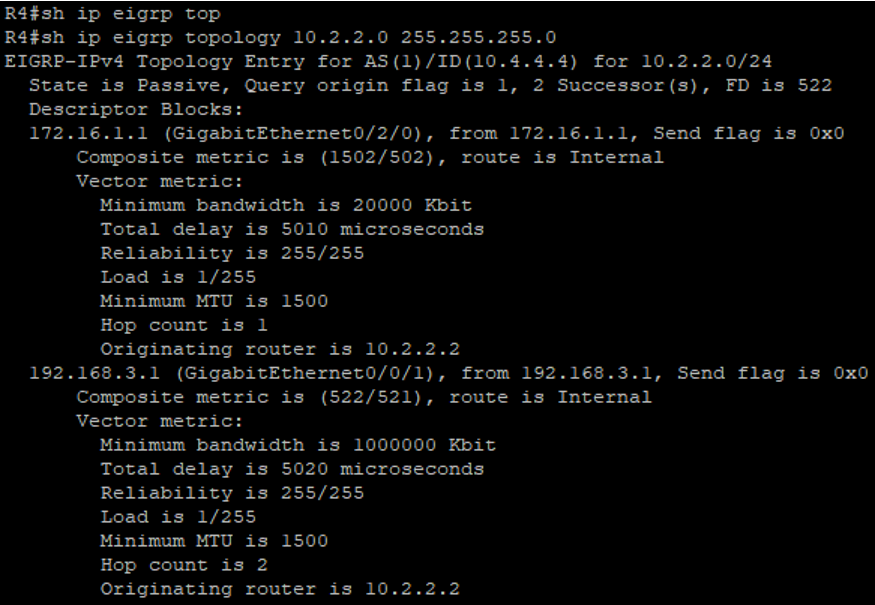 R4#sh ip eigrp top
R4#sh ip eigrp topology 10.2.2.0 255.255.255.0
EIGRP-IPv4 Topology Entry for AS(1)/ID(10.4.4.4) for 10.2.2.0/24
  State is Passive, Query origin flag is 1, 2 Successor(s), FD is 522
  Descriptor Blocks:
  172.16.1.1 (GigabitEthernet0/2/0), from 172.16.1.1, Send flag is 0x0
      Composite metric is (1502/502), route is Internal
      Vector metric:
        Minimum bandwidth is 20000 Kbit
        Total delay is 5010 microseconds
        Reliability is 255/255
        Load is 1/255
        Minimum MTU is 1500
        Hop count is 1
        Originating router is 10.2.2.2
  192.168.3.1 (GigabitEthernet0/0/1), from 192.168.3.1, Send flag is 0x0
      Composite metric is (522/521), route is Internal
      Vector metric:
        Minimum bandwidth is 1000000 Kbit
        Total delay is 5020 microseconds
        Reliability is 255/255
        Load is 1/255
        Minimum MTU is 1500
        Hop count is 2
        Originating router is 10.2.2.2